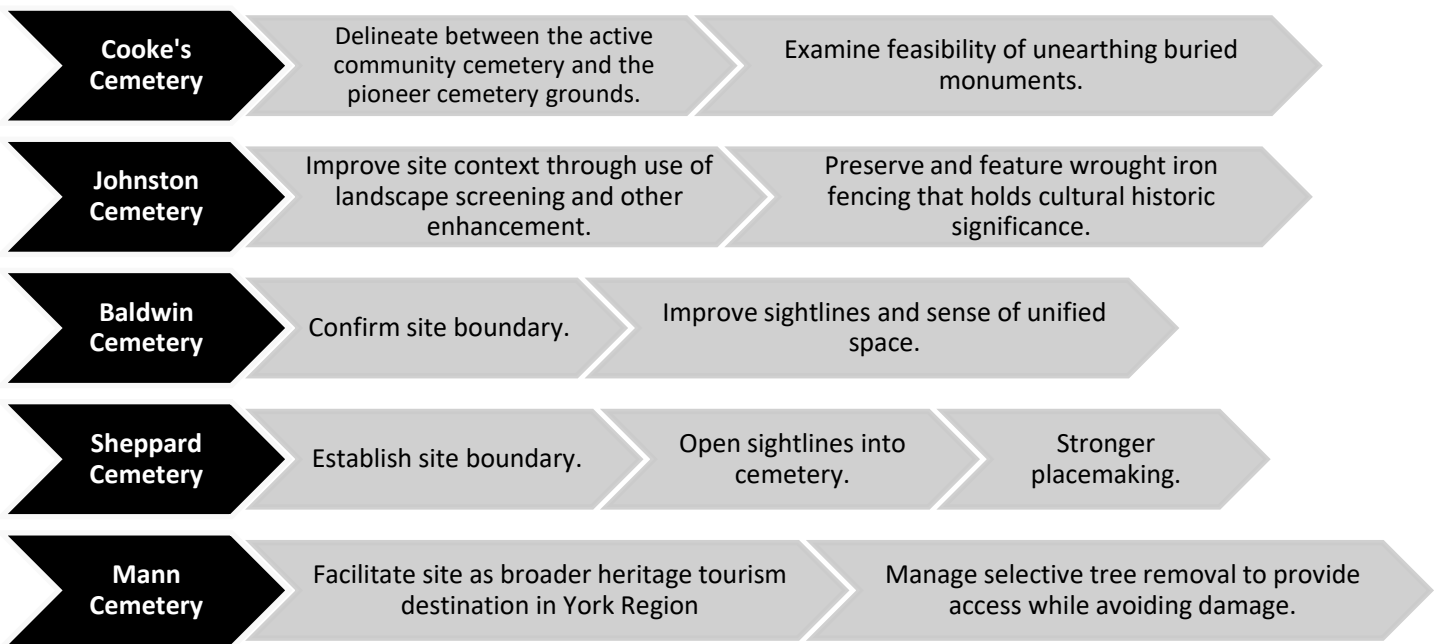 Cooke's
Cemetery
Delineate between the active
community cemetery and the
pioneer cemetery grounds.
Examine feasibility of unearthing buried
monuments.
Johnston
Cemetery
Improve site context through use of
landscape screening and other
enhancement.
Preserve and feature wrought iron
fencing that holds cultural historic
significance.
Baldwin
Cemetery
Confirm site boundary.
Improve sightlines and sense of unified
space.
Sheppard
Cemetery
Establish site boundary.
Open sightlines into
cemetery.
Stronger
placemaking.
Mann
Cemetery
Facilitate site as broader heritage tourism
destination in York Region
Manage selective tree removal to provide
access while avoiding damage.